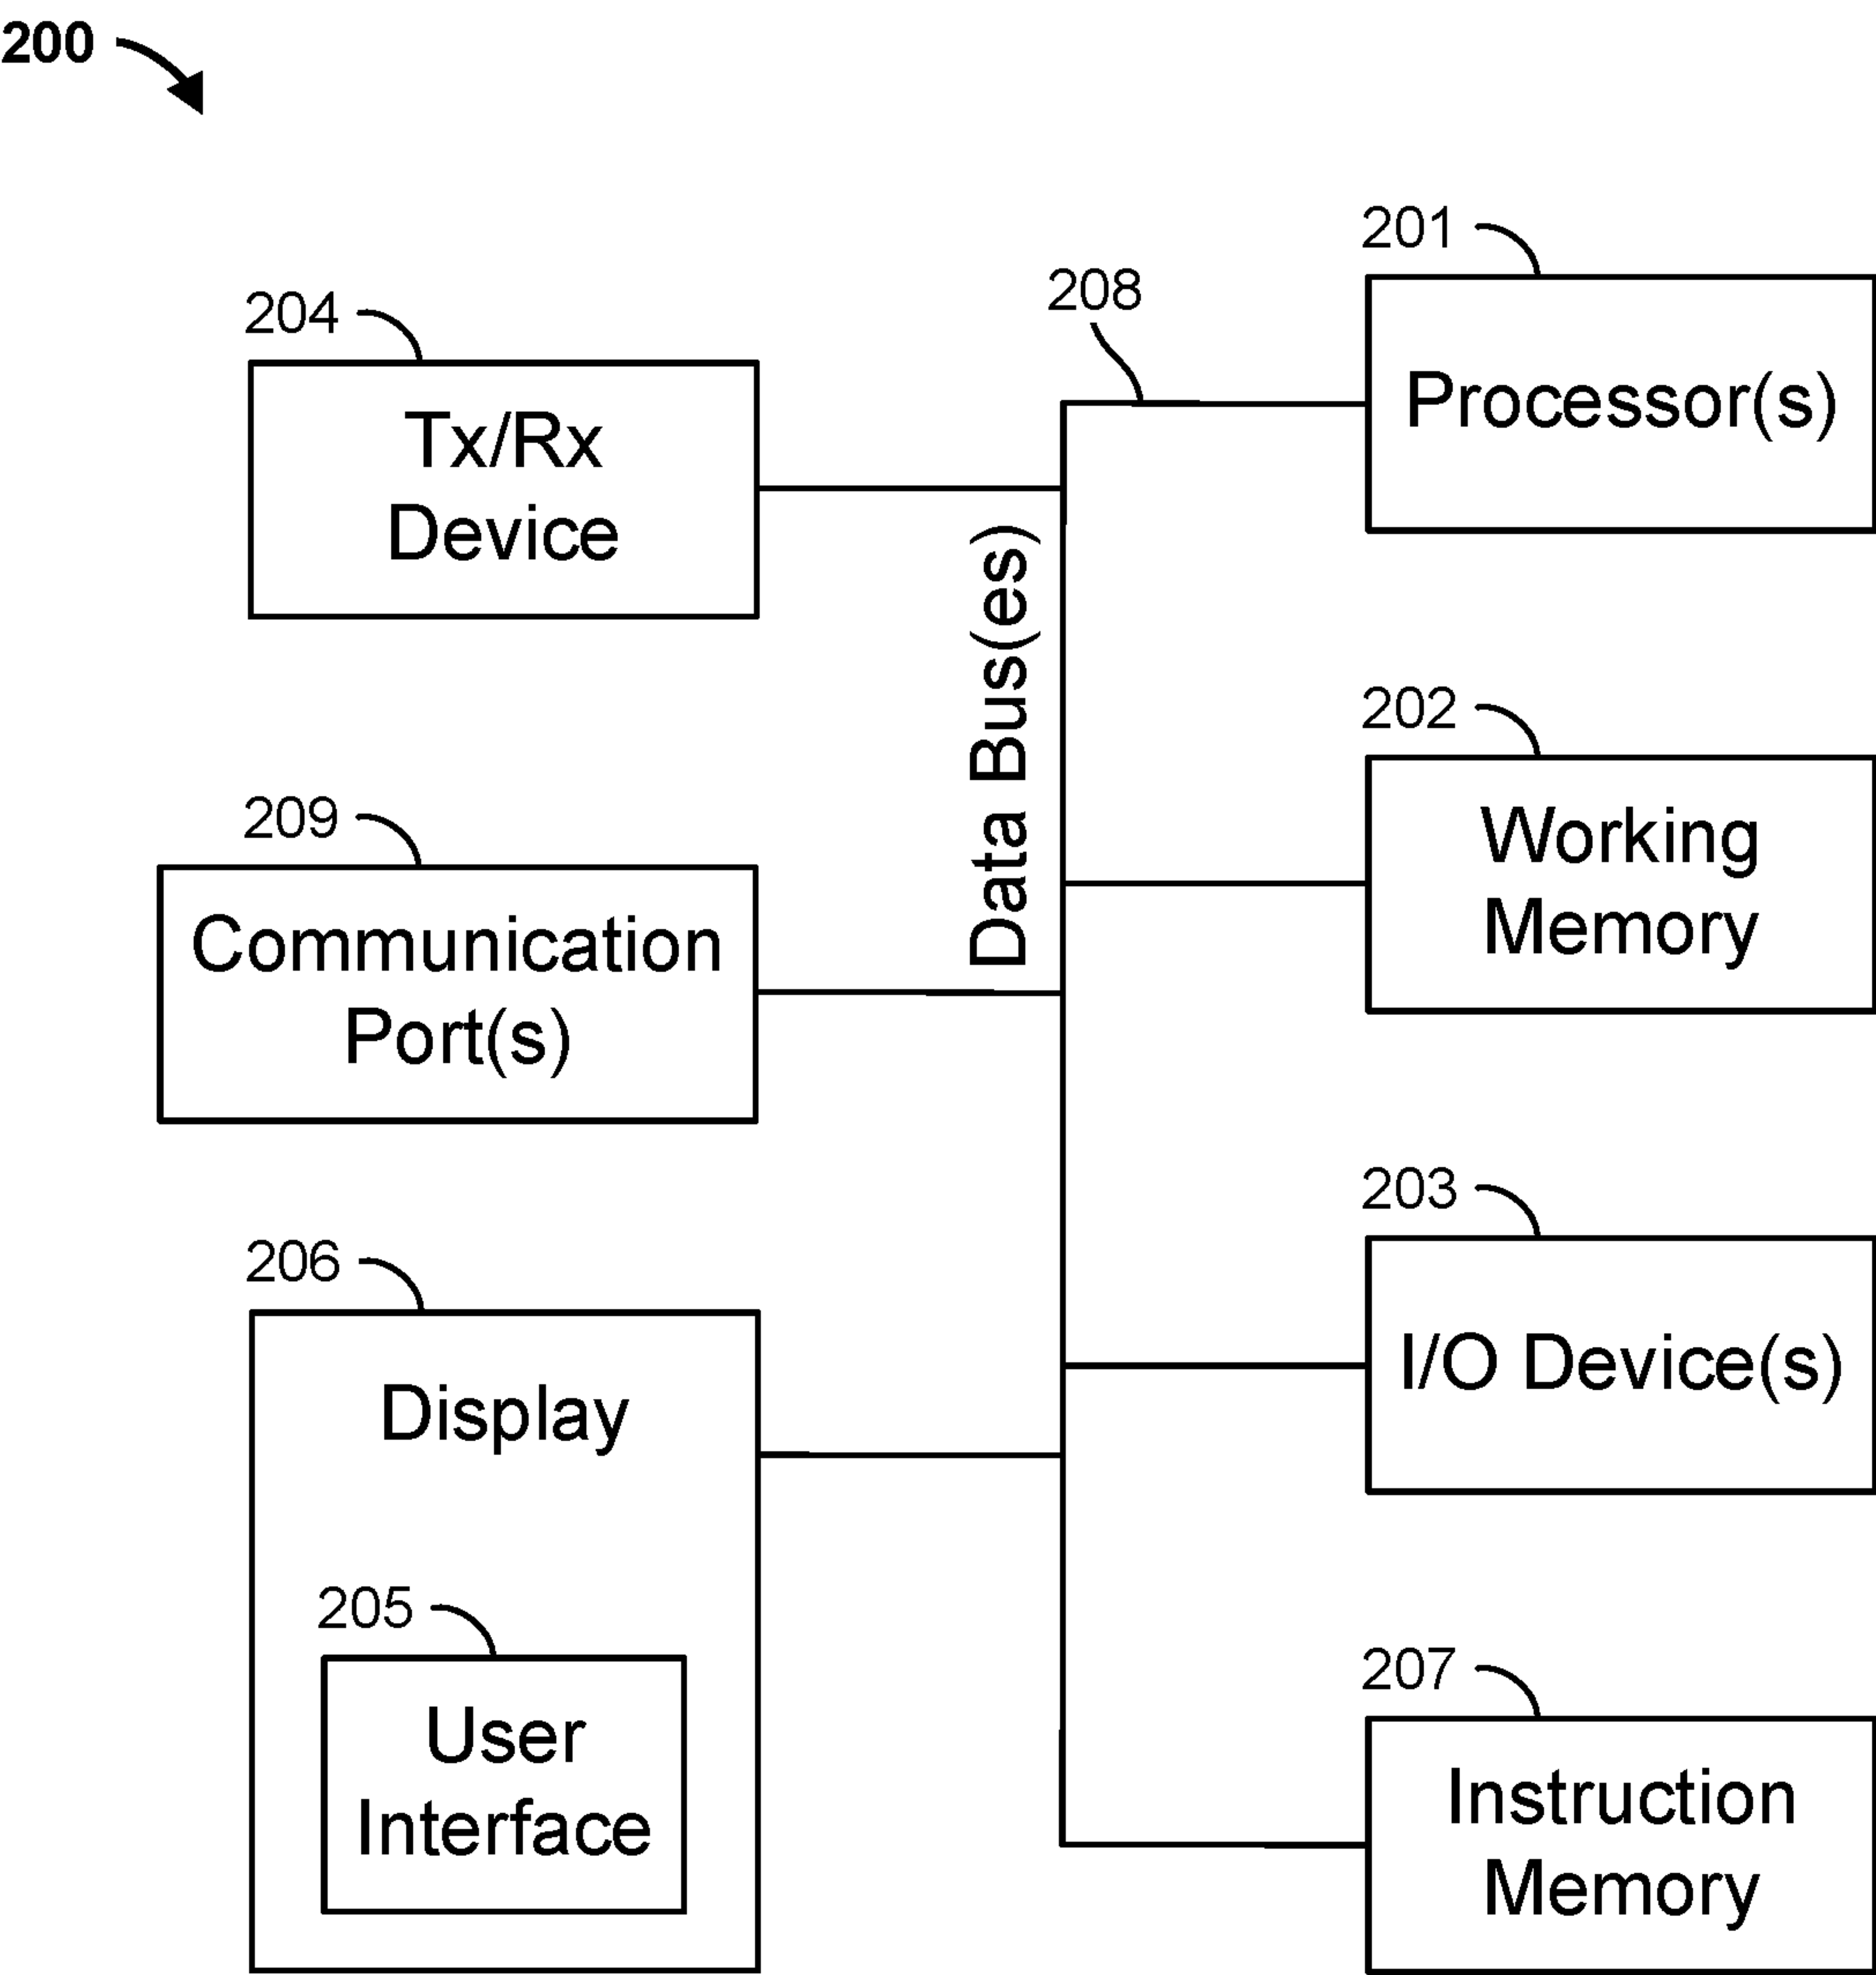 200
201
208
204
Processor(s)
Tx/Rx
Device
Data Bus(es)
202
209
Working
Memory
Communication
Port(s)
203
206
I/O Device(s)
Display
205
207
User
Interface
Instruction
Memory